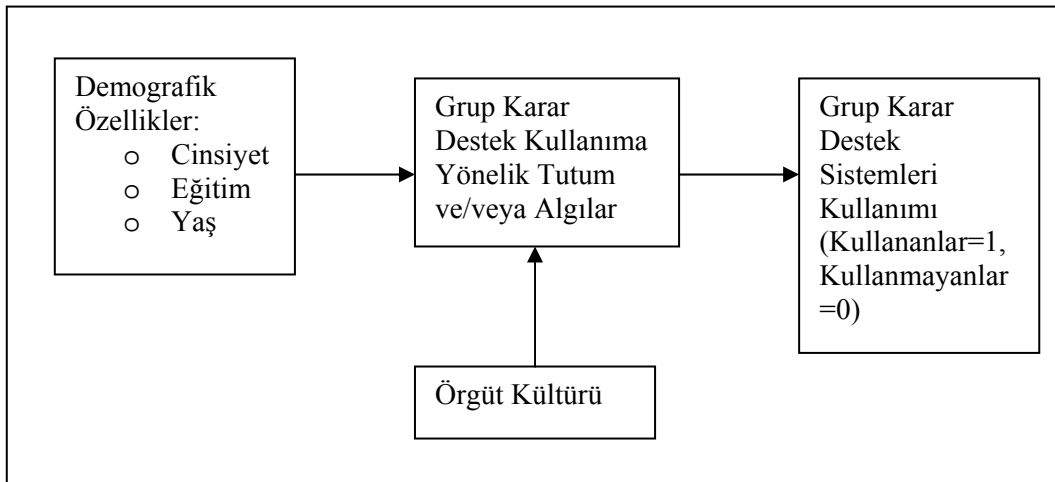 Demografik
Özellikler:
o Cinsiyet
o Eğitim
o Yaş
Grup Karar
Destek Kullanıma
Yönelik Tutum
ve/veya Algılar
Grup Karar
Destek
Sistemleri
Kullanımı
(Kullananlar=1,
Kullanmayanlar
=0)
Örgüt Kültürü